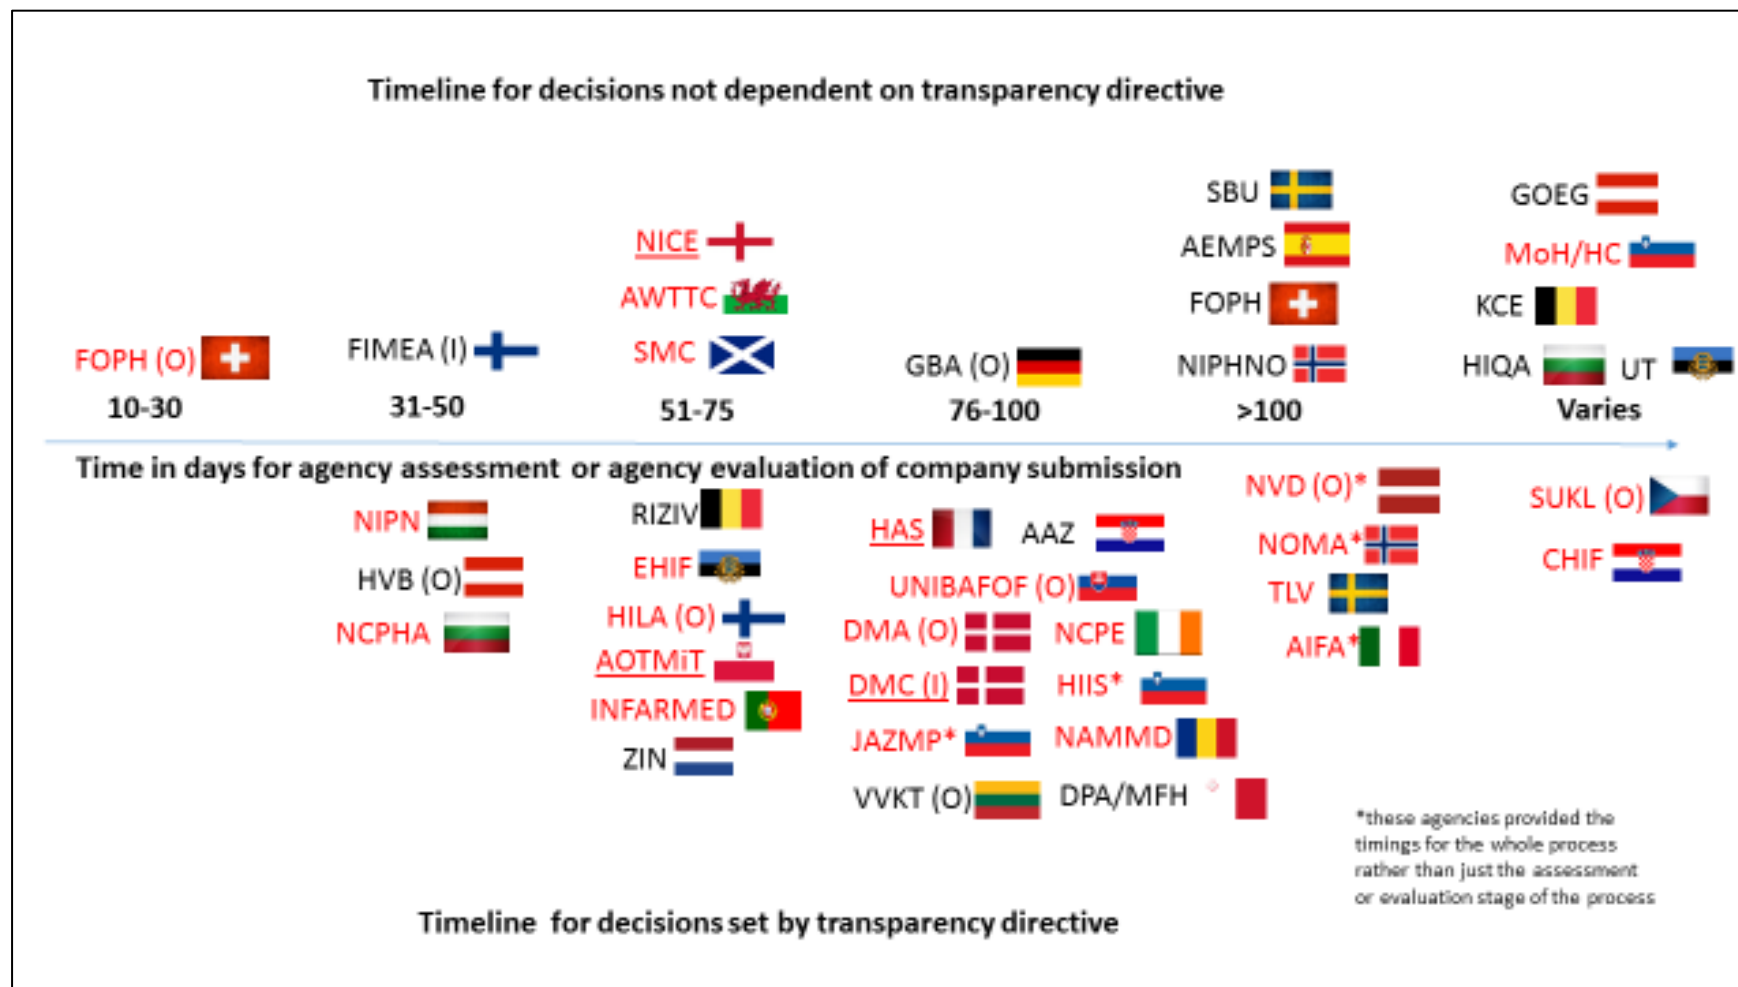 Timeline for decisions not dependent on transparency directive
SBU
GOEG
NICE
AEMPS
MoH/HC
AWTTC
FOPH
KCE
FOPH (O)
FIMEA (I)
SMC
GBA (O)
NIPHNO
HIQA
UT
10-30
31-50
51-75
76-100
>100
Varies
Time in days for agency assessment or agency evaluation of company submission
NIPN
RIZIV
HAS
AAZ
NVD (O)*
SUKL (O)
HVB (O)
EHIF
UNIBAFOF (O)
NOMA*
CHIF
NCPHA
HILA (O)
DMA (O)
NCPE
TLV
AOTMiT
DMC (I)
HIIS*
AIFA*
INFARMED
JAZMP*
NAMMD
ZIN
VVKT (O)
DPA/MFH
*these agencies provided the
timings for the whole process
rather than just the assessment
or evaluation stage of the process
Timeline for decisions set by transparency directive